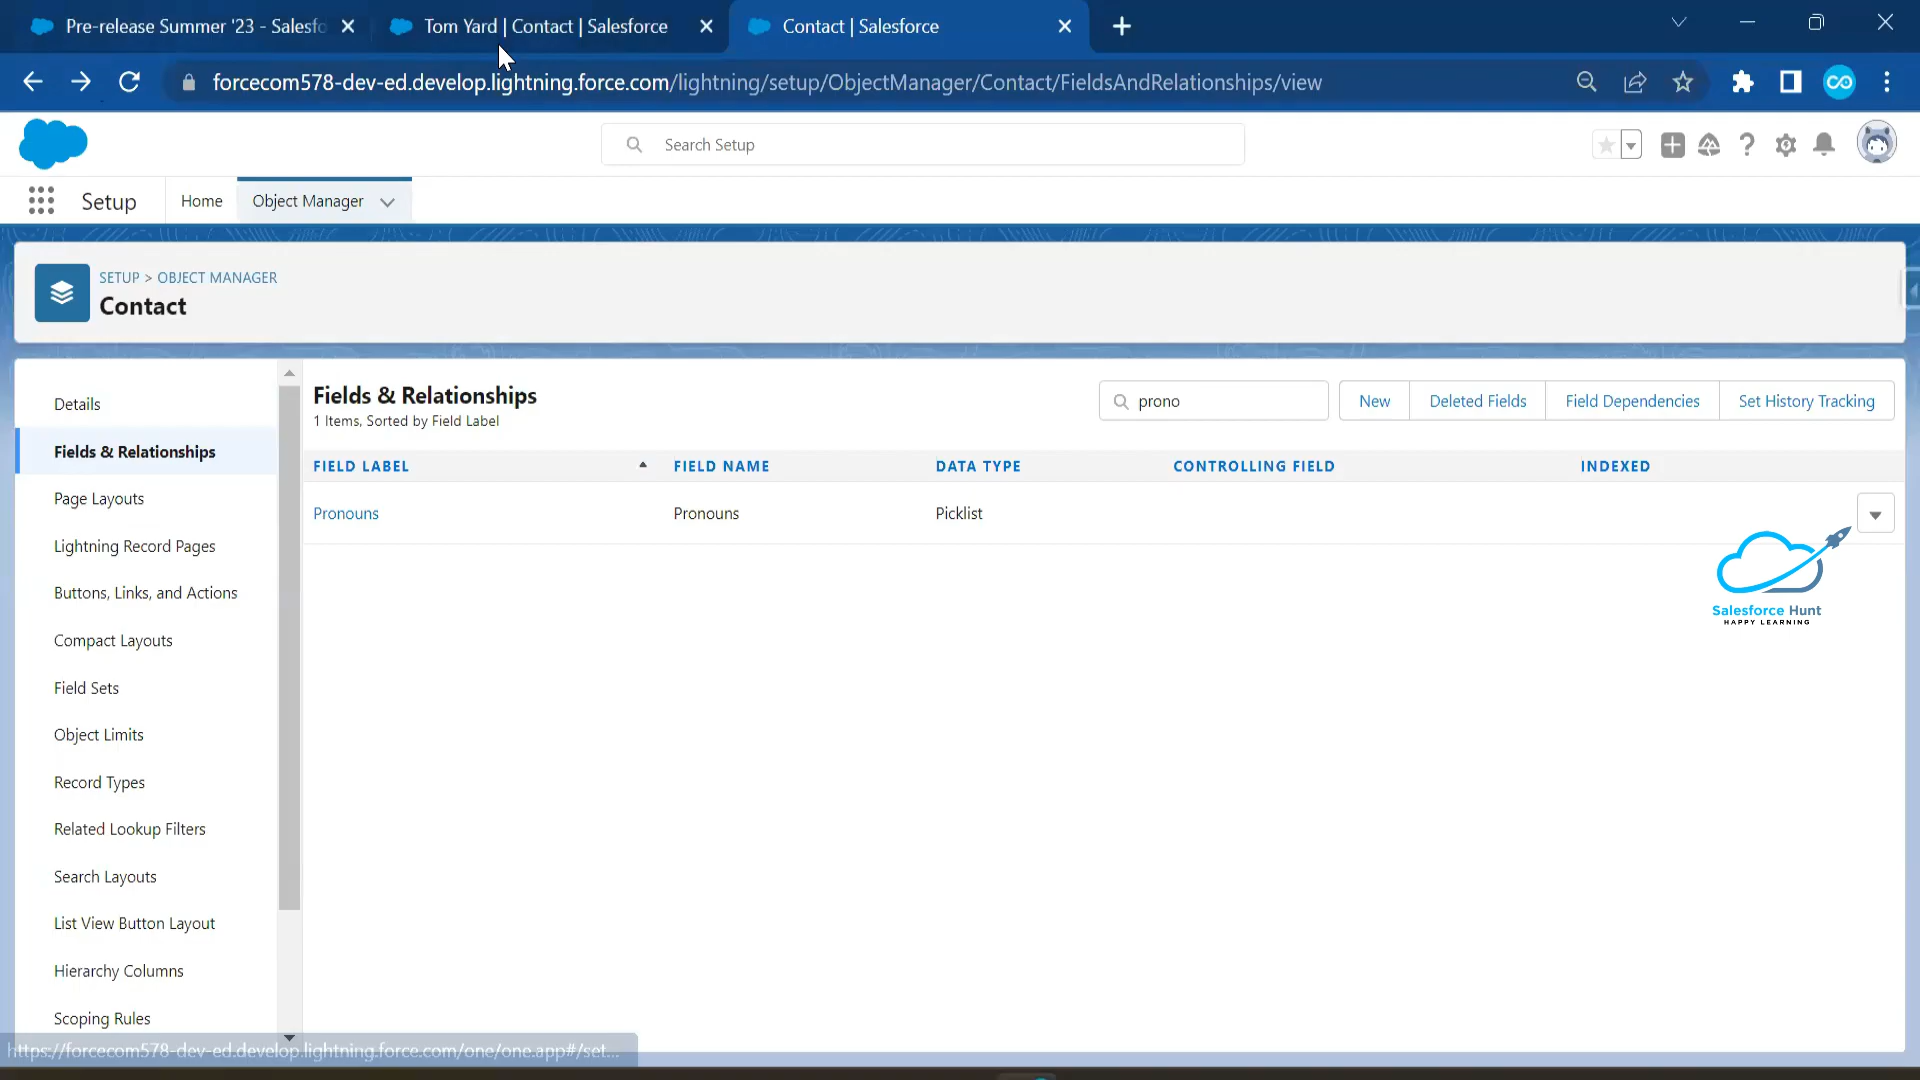 Pre-release Summer '23 - Salesfo
Tom Yard | Contact | Salesforce
Contact | Salesforce
forcecom578-dev-ed.develop.lightning.force.com/lightning/setup/ObjectManager/Contact/FieldsAndRelationships/view
Search Setup
Setup
Home
Object Manager
SETUP > OBJECT MANAGER
Contact
Details
Fields & Relationships
Page Layouts
Lightning Record Pages
Buttons, Links, and Actions
Compact Layouts
Field Sets
Object Limits
Record Types
Related Lookup Filters
Search Layouts
List View Button Layout
Hierarchy Columns
Scoping Rules
Fields & Relationships
1 Items, Sorted by Field Label
prono
New
Deleted Fields
Field Dependencies
Set History Tracking
FIELD LABEL FIELD NAME DATA TYPE CONTROLLING FIELD INDEXED
Pronouns Pronouns Picklist
Salesforce Hunt
HAPPY LEARNING
https://forcecom578-dev-ed.develop.lightning.force.com/one/one.app#/set...